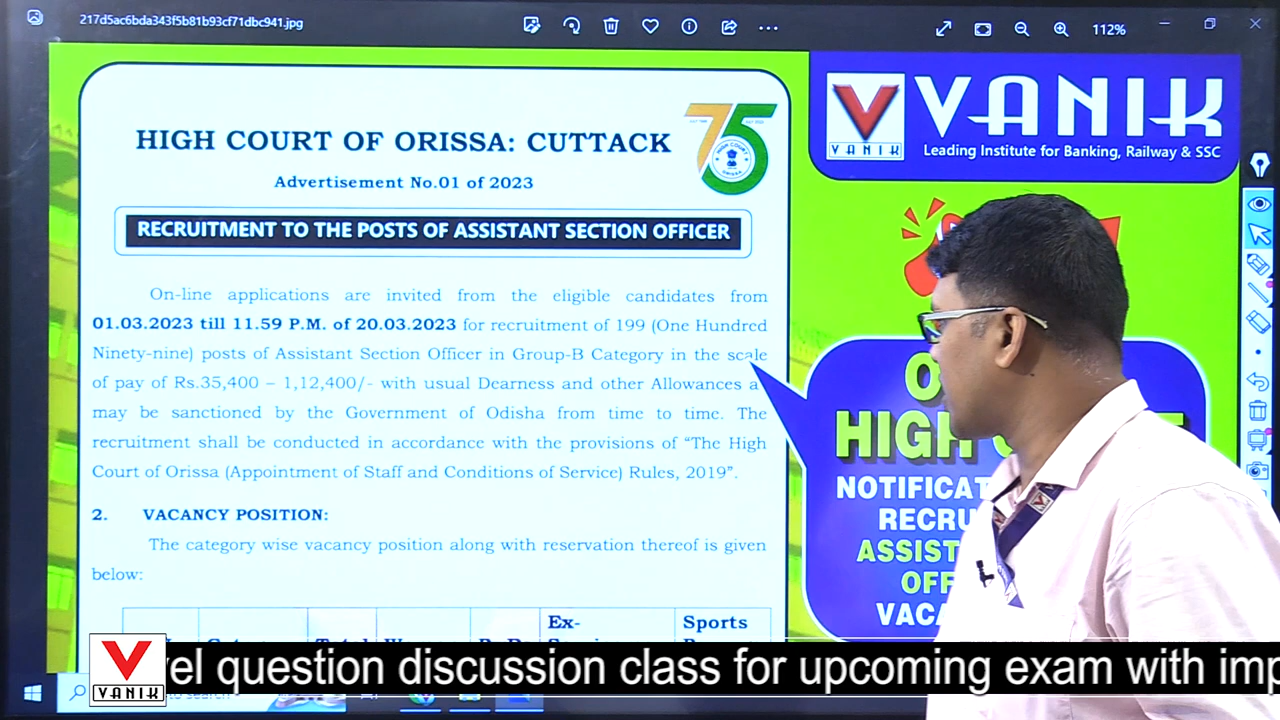 217d5ac6bda343f5b81b93cf71dbc941.jpg
112%
HIGH COURT OF ORISSA: CUTTACK
75
HIGH COURT
ORISSA
Advertisement No.01 of 2023
RECRUITMENT TO THE POSTS OF ASSISTANT SECTION OFFICER
On-line applications are invited from the eligible candidates from
01.03.2023 till 11.59 P.M. of 20.03.2023 for recruitment of 199 (One Hundred
Ninety-nine) posts of Assistant Section Officer in Group-B Category in the scale
of pay of Rs.35,400 – 1,12,400/- with usual Dearness and other Allowances a
may be sanctioned by the Government of Odisha from time to time. The
recruitment shall be conducted in accordance with the provisions of “The High
Court of Orissa (Appointment of Staff and Conditions of Service) Rules, 2019”.
2. VACANCY POSITION:
The category wise vacancy position along with reservation thereof is given
below:
Ex-
Sports
V VANIK
VANIK
Leading Institute for Banking, Railway & SSC
O
HIGH
NOTIFICAT
RECRU
ASSIST
OFF
VACA
V VANIK
vel question discussion class for upcoming exam with imp